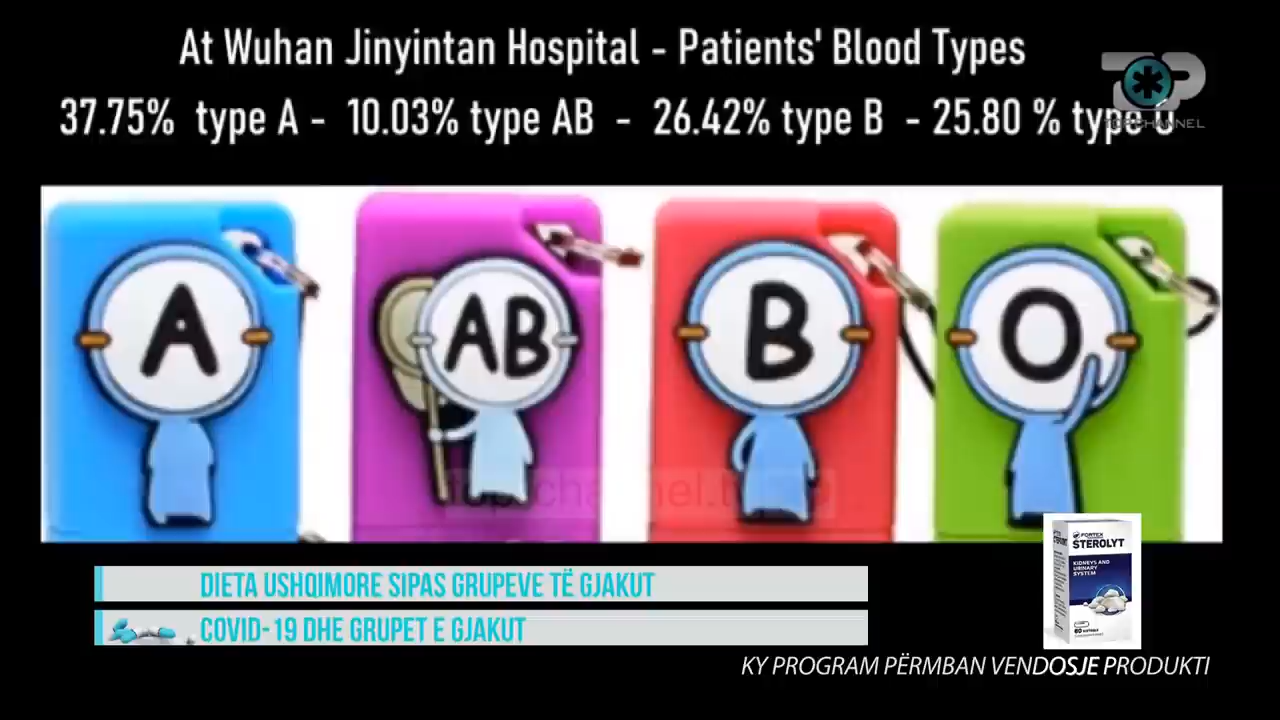 At Wuhan Jinyintan Hospital - Patients' Blood Types
37.75% type A - 10.03% type AB - 26.42% type B - 25.80 % type O
TOP CHANNEL
A
AB
B
O
FORTEX
STEROLYT
KIDNEYS AND
URINARY
SYSTEM
DIETA USHQIMORE SIPAS GRUPEVE TË GJAKUT
COVID-19 DHE GRUPET E GJAKUT
KY PROGRAM PËRMBAN VENDOSJE PRODUKTI